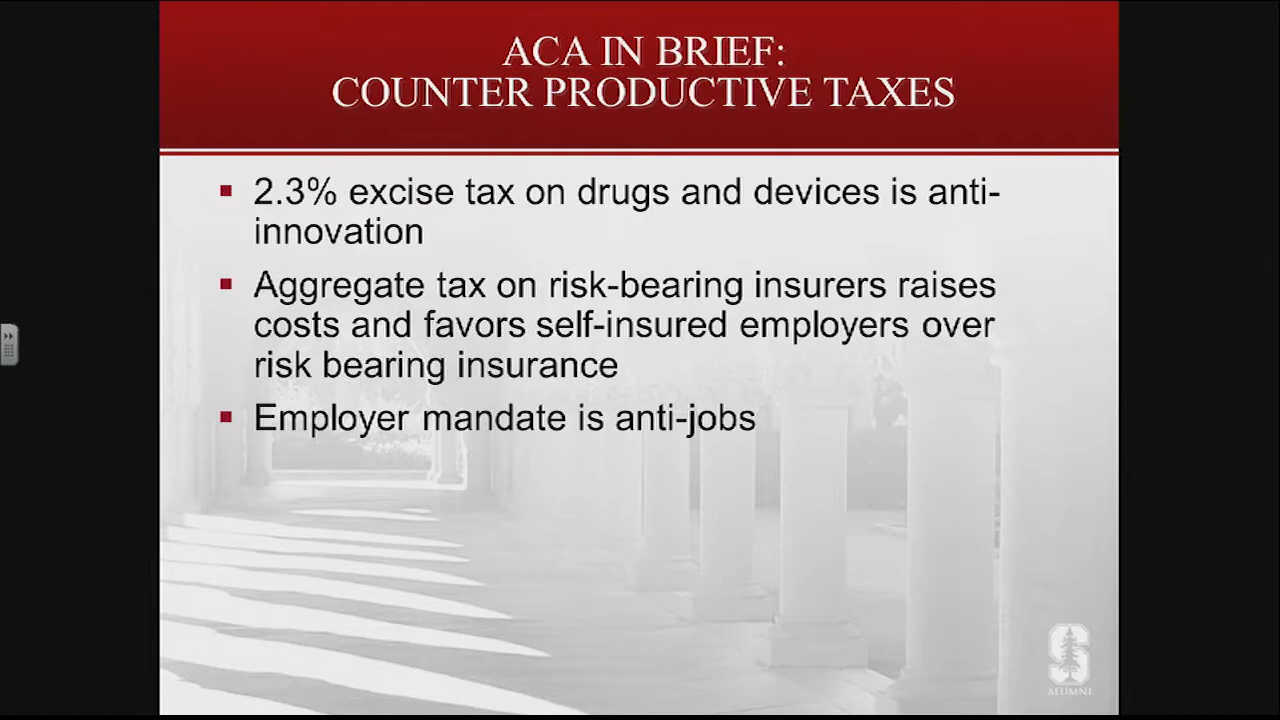 ACA IN BRIEF:
COUNTER PRODUCTIVE TAXES
2.3% excise tax on drugs and devices is anti-
innovation
Aggregate tax on risk-bearing insurers raises
costs and favors self-insured employers over
risk bearing insurance
Employer mandate is anti-jobs
S
ALUMNI